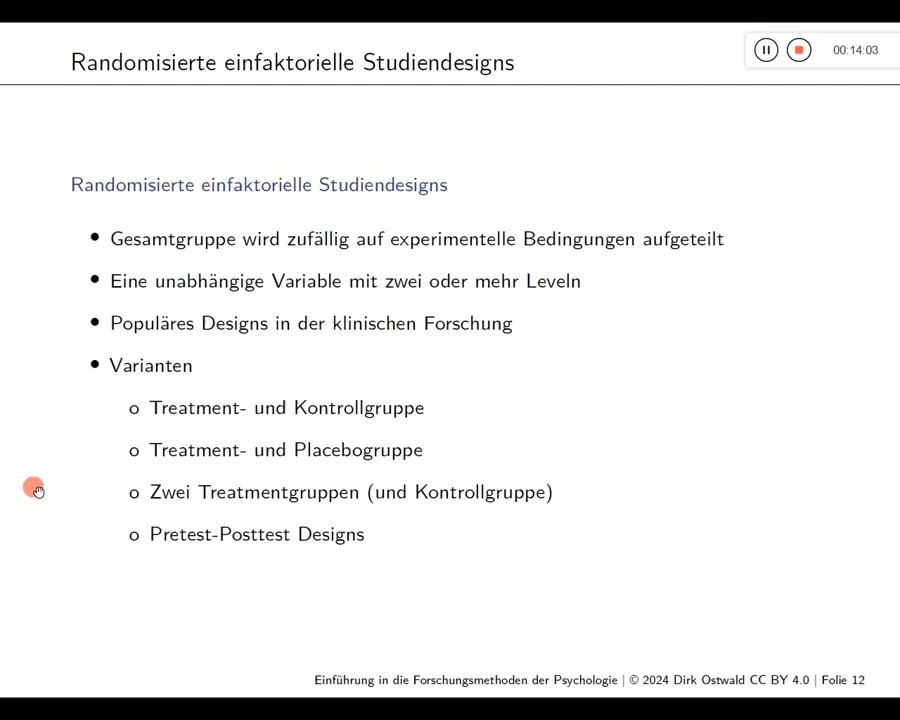 Randomisierte einfaktorielle Studiendesigns
00:14:03
Randomisierte einfaktorielle Studiendesigns
• Gesamtgruppe wird zufällig auf experimentelle Bedingungen aufgeteilt
• Eine unabhängige Variable mit zwei oder mehr Leveln
• Populäres Designs in der klinischen Forschung
• Varianten
o Treatment- und Kontrollgruppe
o Treatment- und Placebogruppe
o Zwei Treatmentgruppen (und Kontrollgruppe)
o Pretest-Posttest Designs
Einführung in die Forschungsmethoden der Psychologie | © 2024 Dirk Ostwald CC BY 4.0 | Folie 12